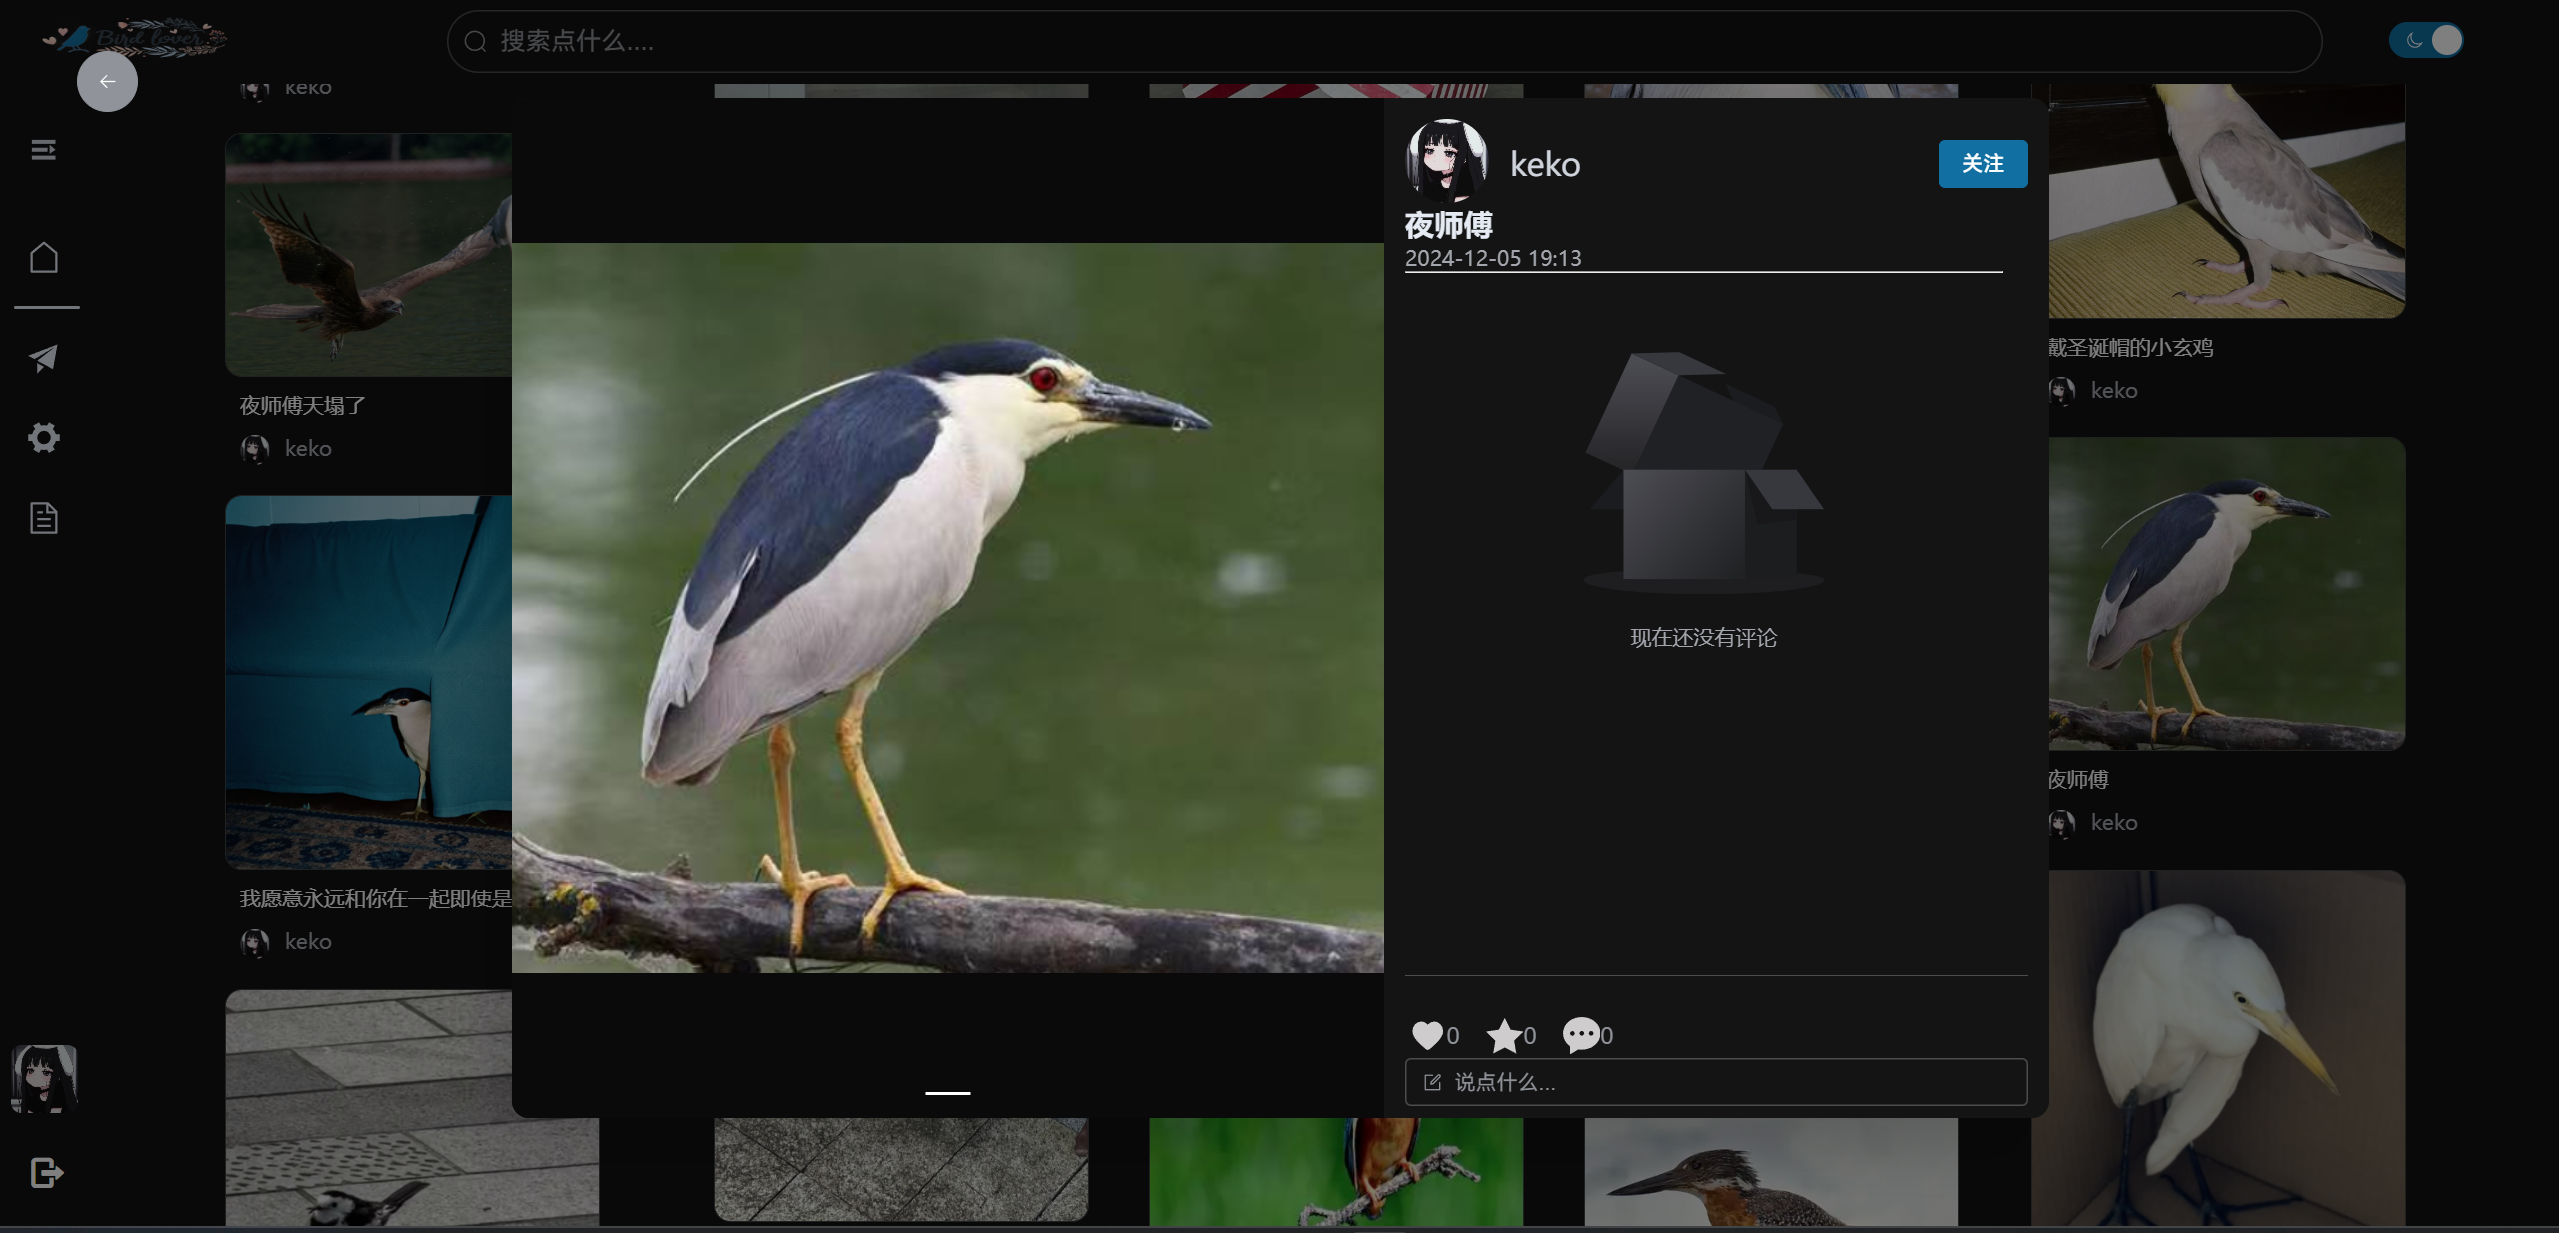 Bird lover
搜索点什么....
keko
夜师傅天塌了
keko
我愿意永远和你在一起即使是
keko
keko
关注
夜师傅
2024-12-05 19:13
现在还没有评论
0
0
0
说点什么...
戴圣诞帽的小玄鸡
keko
夜师傅
keko